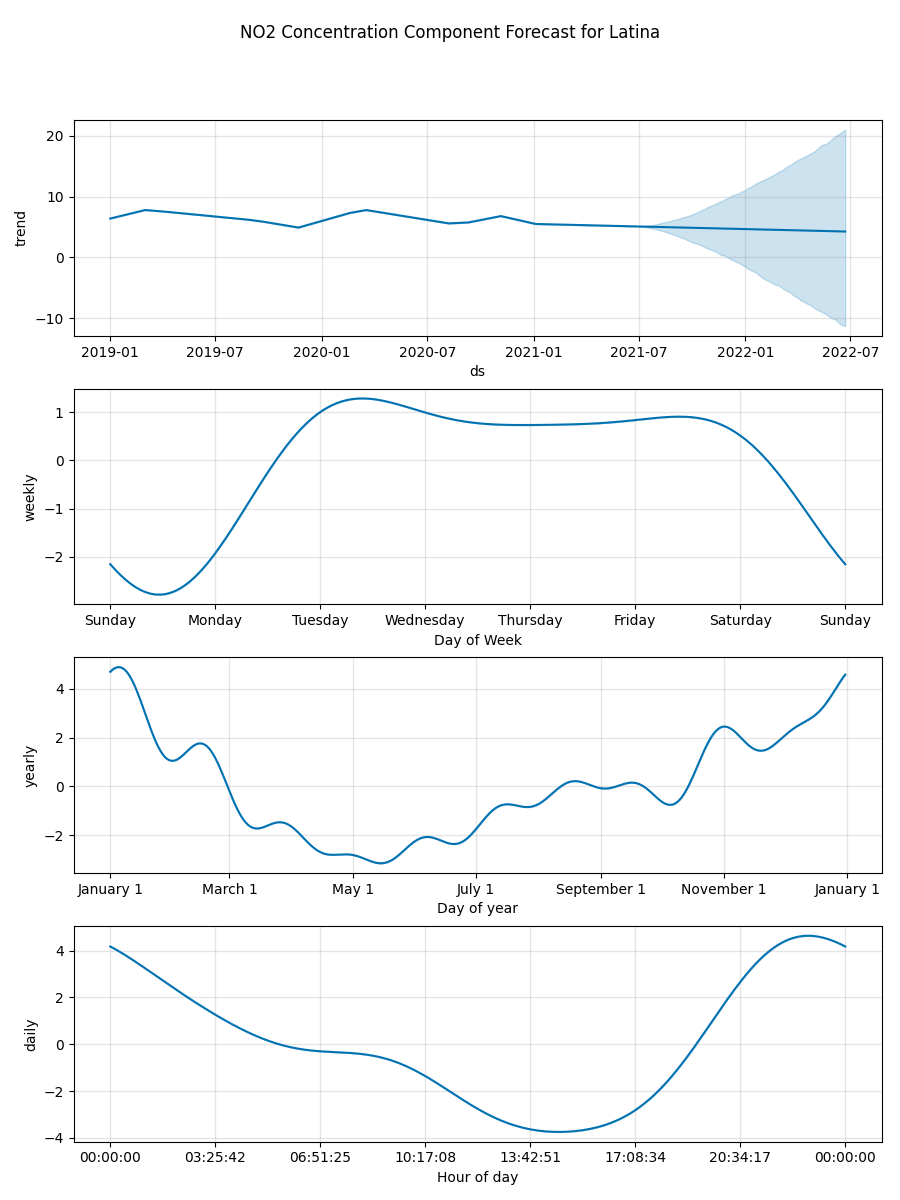 NO2 Concentration Component Forecast for Latina
20
10
0
−10
trend
2019-01 2019-07 2020-01 2020-07 2021-01 2021-07 2022-01 2022-07
ds
1
0
−1
−2
weekly
Sunday Monday Tuesday Wednesday Thursday Friday Saturday Sunday
Day of Week
4
2
0
−2
yearly
January 1 March 1 May 1 July 1 September 1 November 1 January 1
Day of year
4
2
0
−2
−4
daily
00:00:00 03:25:42 06:51:25 10:17:08 13:42:51 17:08:34 20:34:17 00:00:00
Hour of day